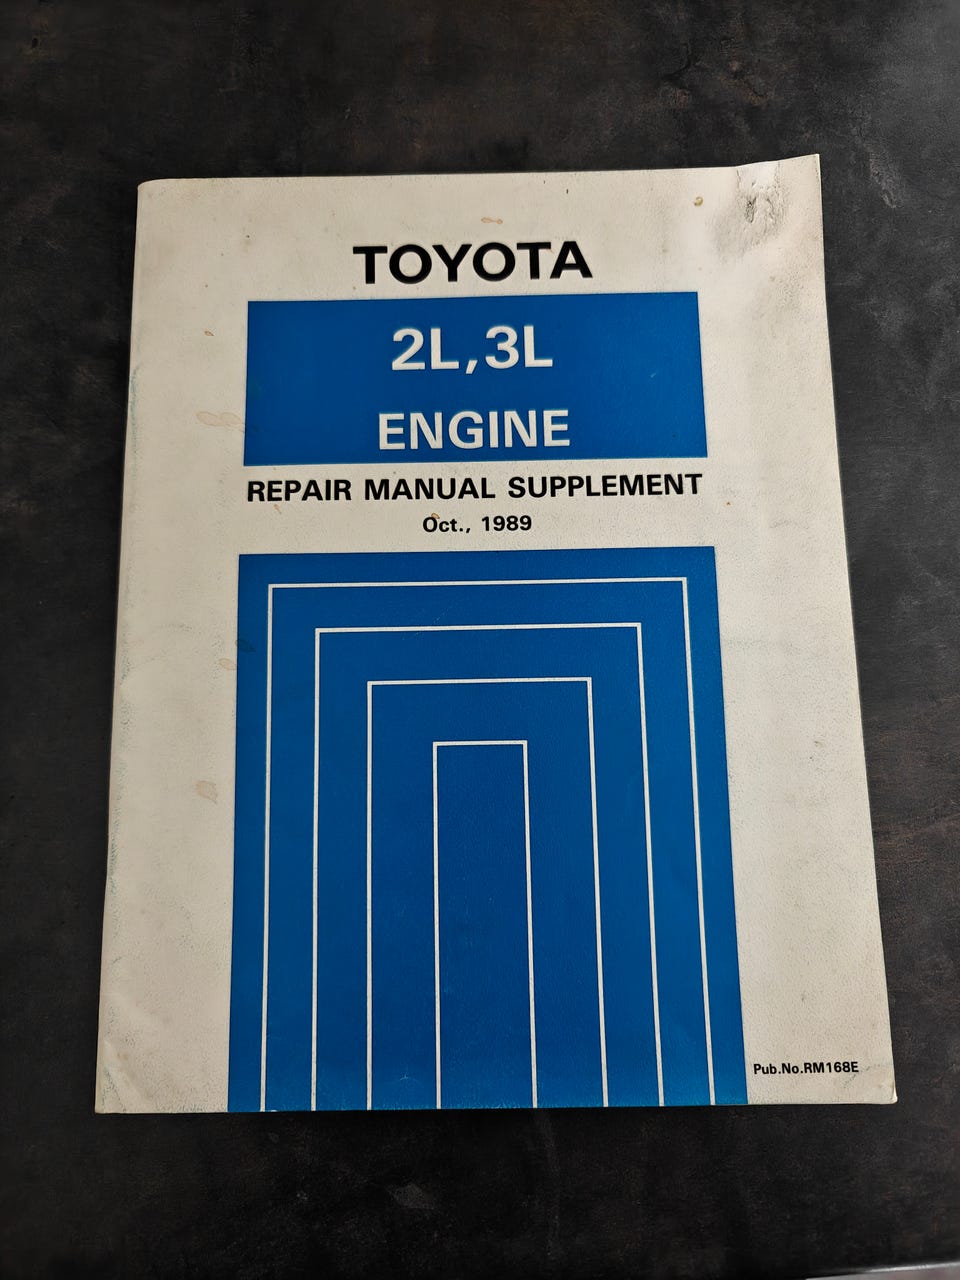 TOYOTA
2L,3L
ENGINE
REPAIR MANUAL SUPPLEMENT
Oct., 1989
Pub.No.RM168E